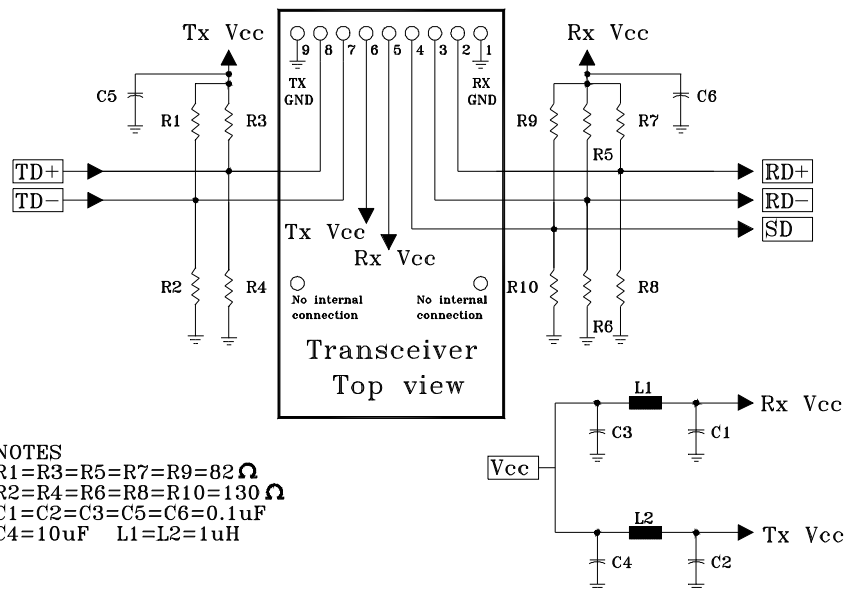 Tx Vcc
Rx Vcc
9 8 7 6 5 4 3 2 1
TX
GND
RX
GND
C5
R1
R3
R9
R7
C6
R5
TD+
RD+
TD-
RD-
Tx Vcc
SD
Rx Vcc
R2
R4
R10
R8
No internal
connection
No internal
connection
R6
Transceiver
Top view
L1
Rx Vcc
C3
C1
Vcc
L2
Tx Vcc
C4
C2
NOTES
R1=R3=R5=R7=R9=82Ω
R2=R4=R6=R8=R10=130Ω
C1=C2=C3=C5=C6=0.1uF
C4=10uF L1=L2=1uH